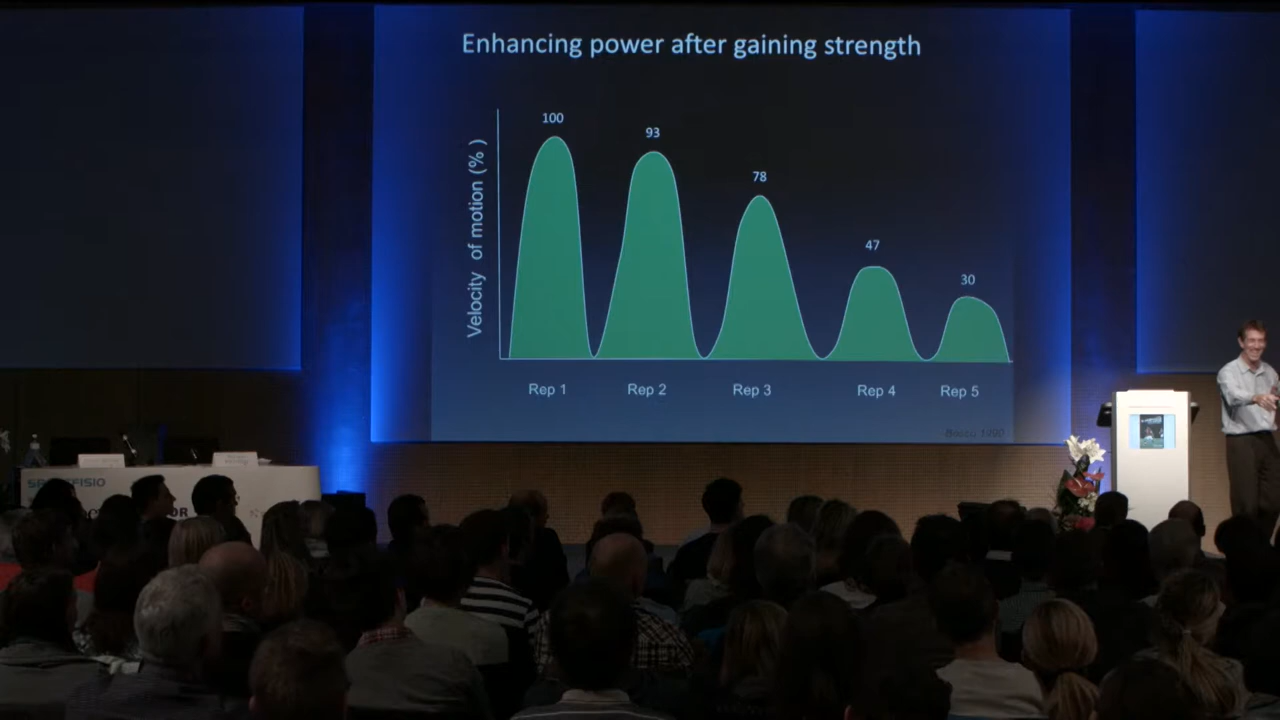 Enhancing power after gaining strength
Velocity of motion (%)
100
93
78
47
30
Rep 1
Rep 2
Rep 3
Rep 4
Rep 5